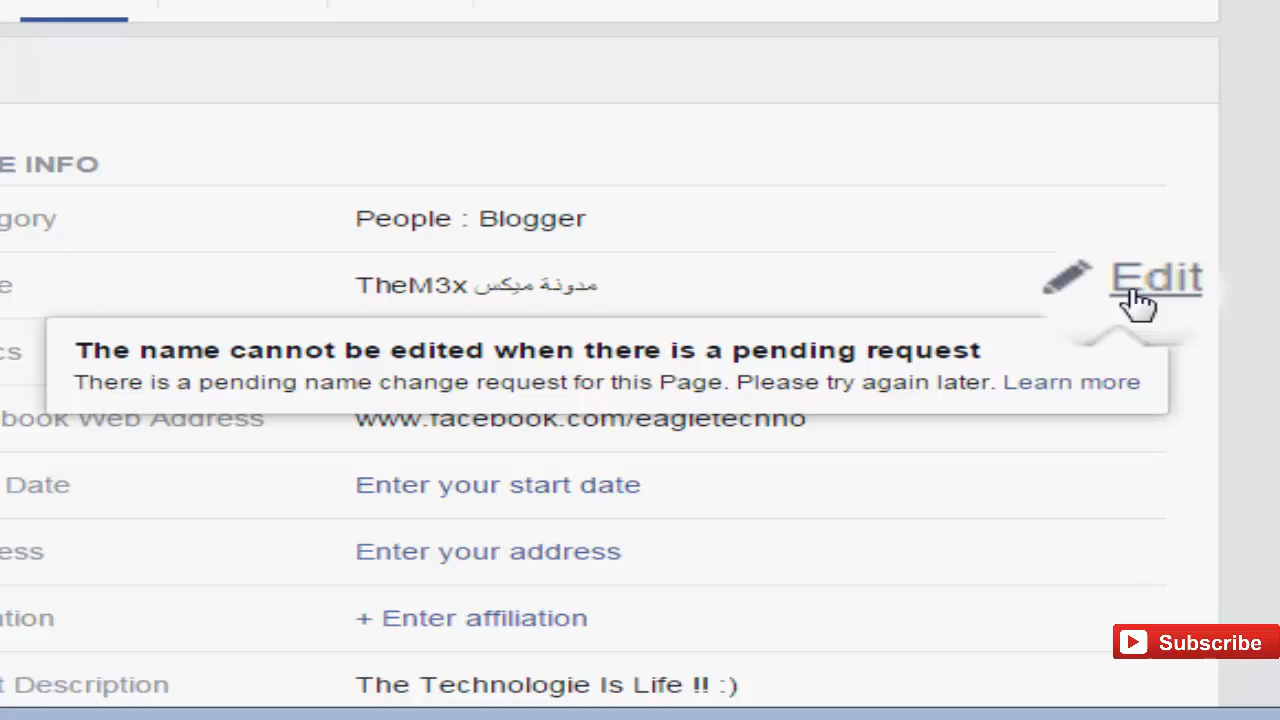 E INFO
gory People : Blogger
e TheM3x مدونة ميكس Edit
The name cannot be edited when there is a pending request
cs There is a pending name change request for this Page. Please try again later. Learn more
book Web Address www.facebook.com/eagletechno
Date Enter your start date
ess Enter your address
ation + Enter affiliation
Subscribe
t Description The Technologie Is Life !! :)